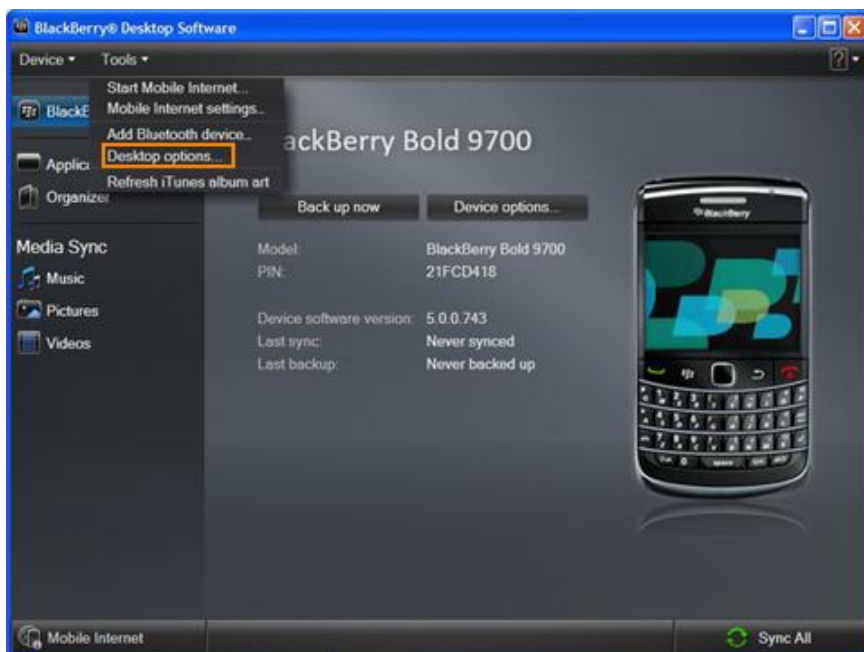 BlackBerry® Desktop Software
Device Tools ?
Start Mobile Internet...
Mobile Internet settings...
Add Bluetooth device...
Desktop options...
Refresh iTunes album art
Organizer
Media Sync
Music
Pictures
Videos
ackBerry Bold 9700
Back up now Device options...
Model: BlackBerry Bold 9700
PIN: 21FCD418
Device software version: 5.0.0.743
Last sync: Never synced
Last backup: Never backed up
BlackBerry
Mobile Internet Sync All